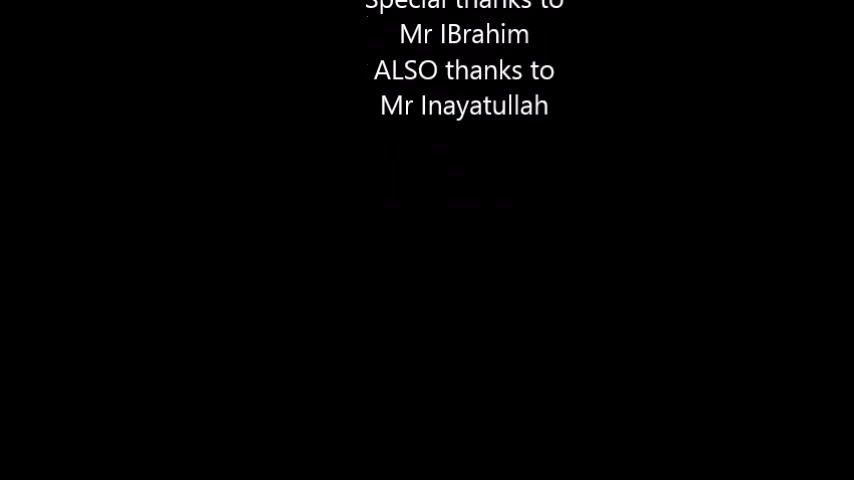 Special thanks to
Mr IBrahim
ALSO thanks to
Mr Inayatullah